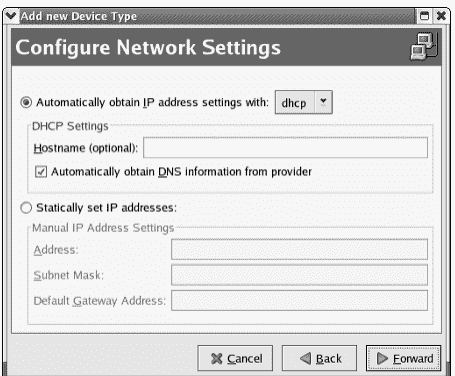 Add new Device Type
Configure Network Settings
Automatically obtain IP address settings with: dhcp
DHCP Settings
Hostname (optional):
Automatically obtain DNS information from provider
Statically set IP addresses:
Manual IP Address Settings
Address:
Subnet Mask:
Default Gateway Address:
Cancel Back Forward